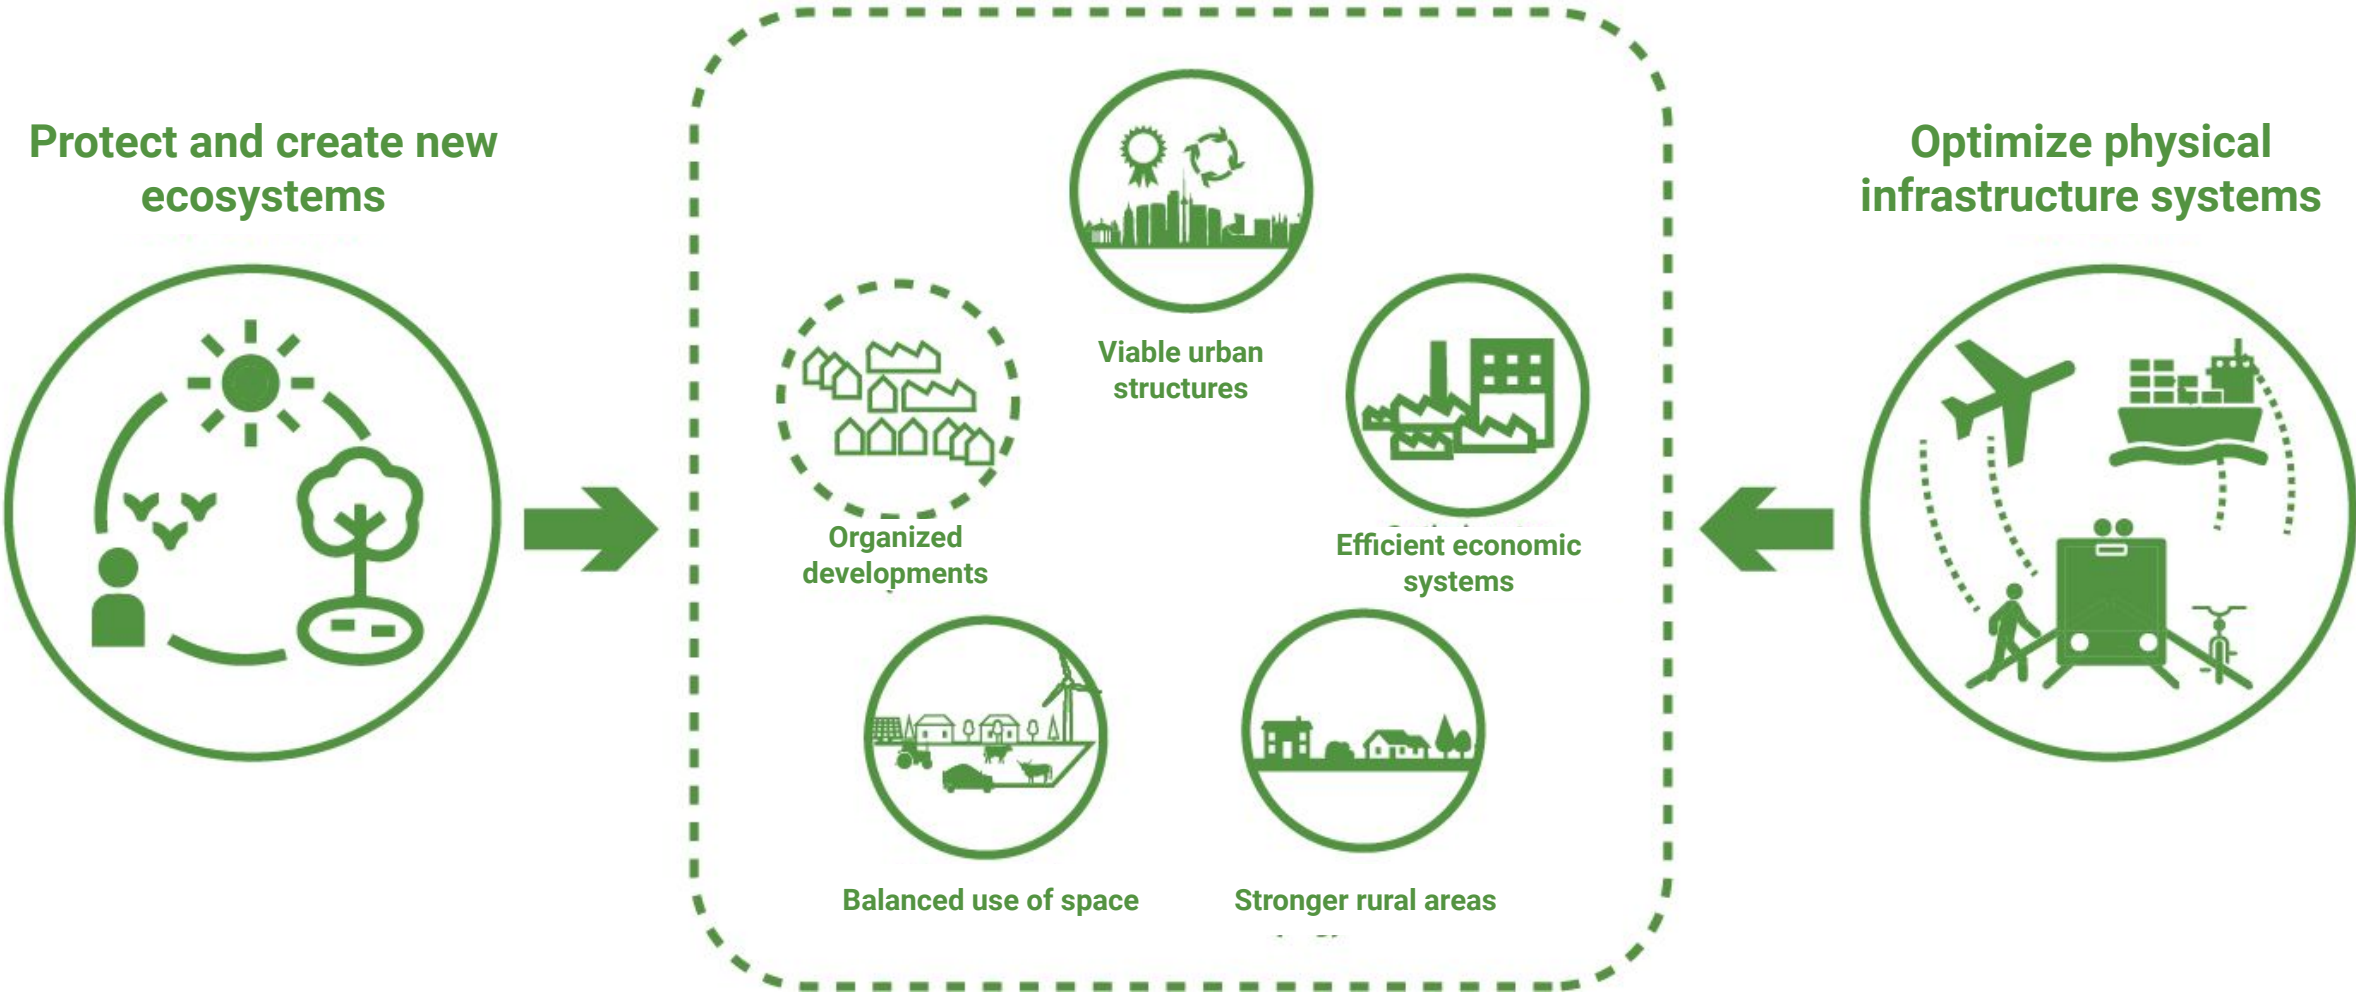 Protect and create new
ecosystems
Viable urban
structures
Organized
developments
Efficient economic
systems
Balanced use of space
Stronger rural areas
Optimize physical
infrastructure systems